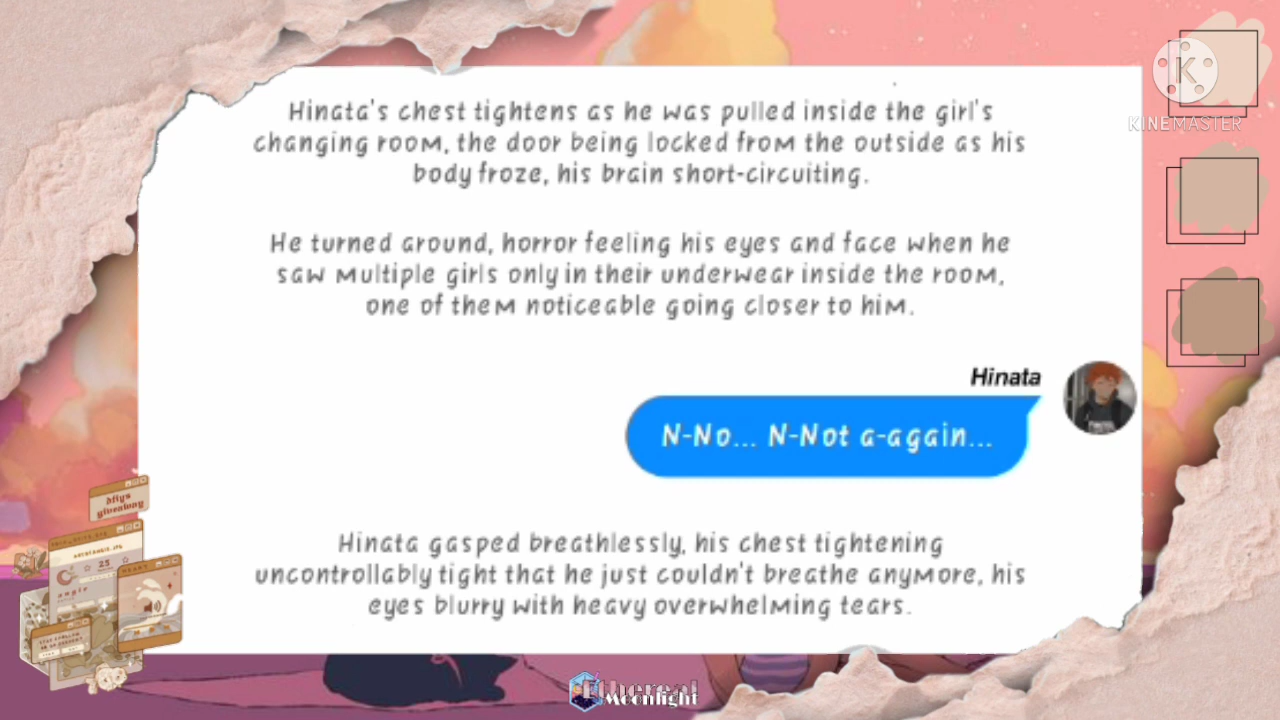 Hinata's chest tightens as he was pulled inside the girl's
changing room, the door being locked from the outside as his
body froze, his brain short-circuiting.
He turned around, horror feeling his eyes and face when he
saw multiple girls only in their underwear inside the room,
one of them noticeable going closer to him.
Hinata
N-No... N-Not a-again...
Hinata gasped breathlessly, his chest tightening
uncontrollably tight that he just couldn't breathe anymore, his
eyes blurry with heavy overwhelming tears.
K
KINEMASTER
giveaway
25
Ethereal
Moonlight